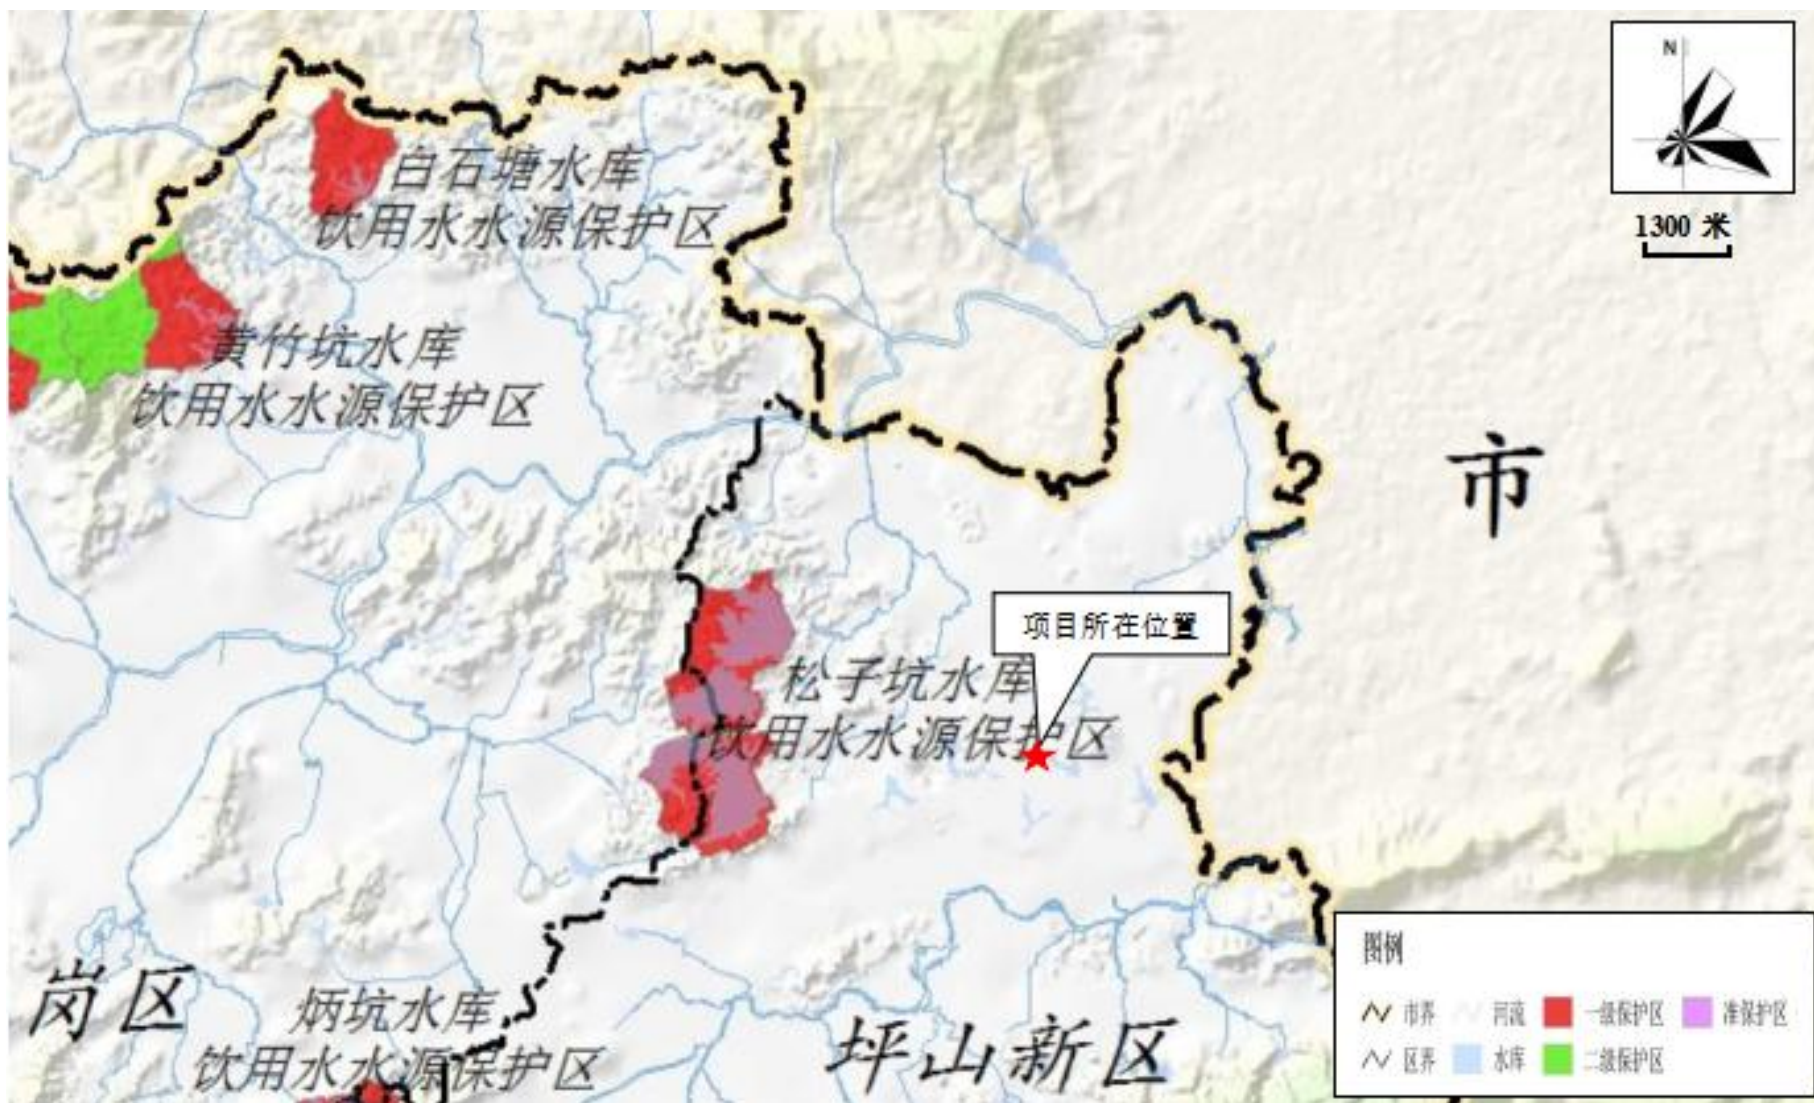 N
1300 米
白石塘水库
饮用水水源保护区
黄竹坑水库
饮用水水源保护区
市
项目所在位置
松子坑水库
饮用水水源保护区
岗区
炳坑水库
饮用水水源保护区
坪山新区
图例
市界 河流 一级保护区 准保护区
区界 水库 二级保护区